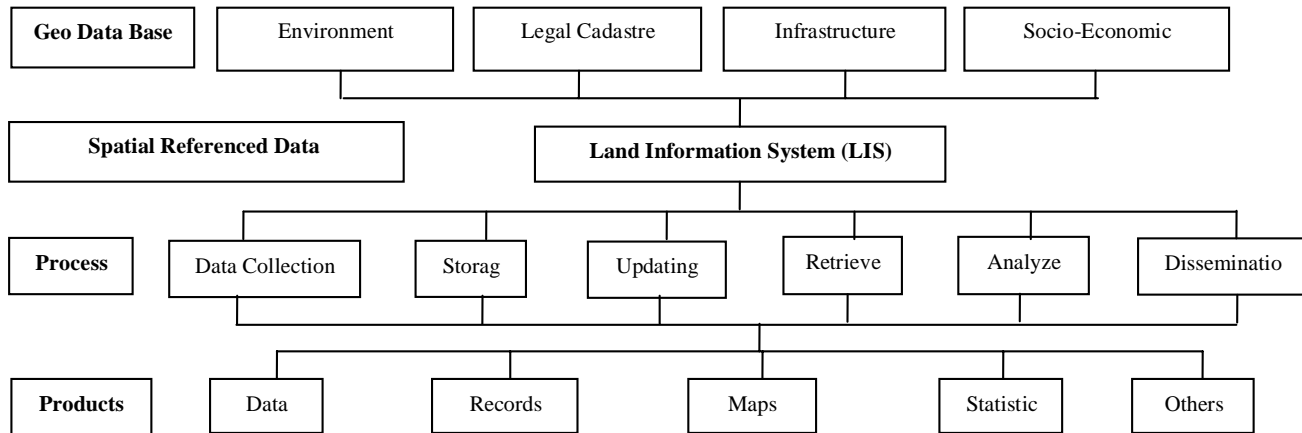 Geo Data Base
Environment
Legal Cadastre
Infrastructure
Socio-Economic
Spatial Referenced Data
Land Information System (LIS)
Process
Data Collection
Storag
Updating
Retrieve
Analyze
Disseminatio
Products
Data
Records
Maps
Statistic
Others